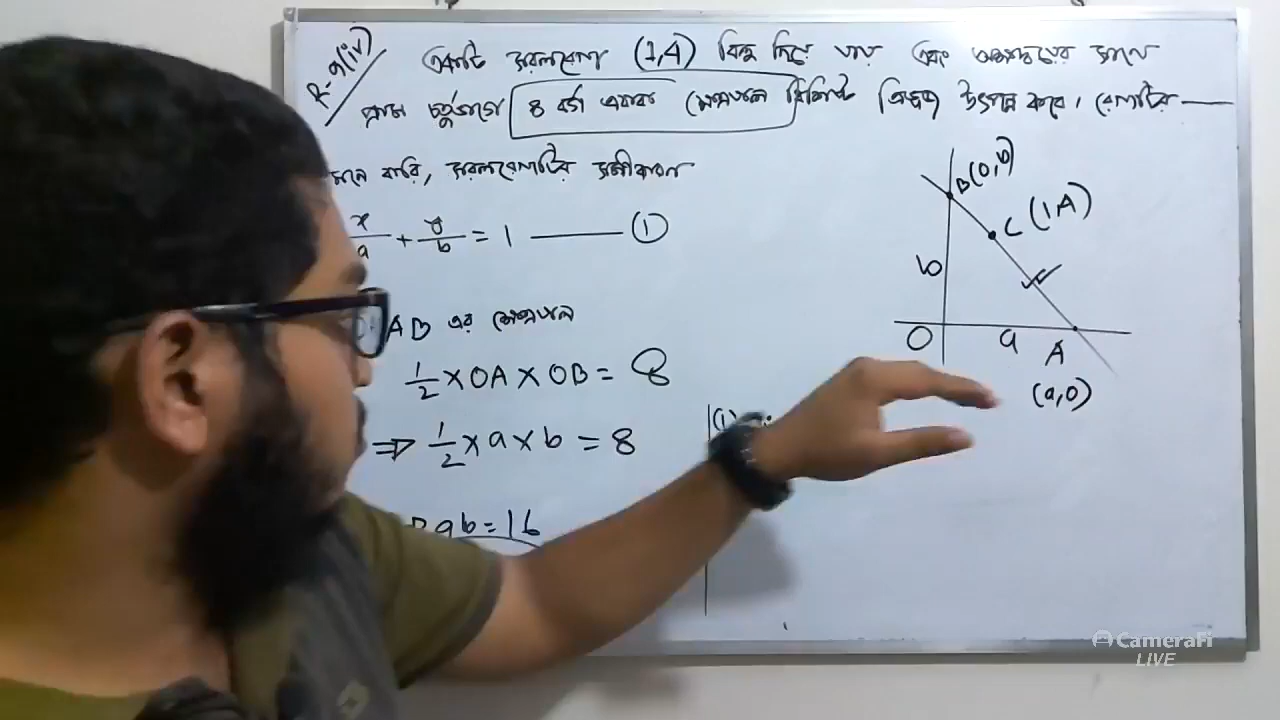 R-9(iv)
একটি সরলরেখা (1,4) বিন্দু দিয়ে যায় এবং অক্ষদ্বয়ের সাথে
প্রথম চতুর্ভাগে 8 বর্গ একক ক্ষেত্রফল বিশিষ্ট ত্রিভুজ উৎপন্ন করে। রেখাটির
মনে করি, সরলরেখাটির সমীকরণ
x/a + y/b = 1 —— (1)
AB এর ক্ষেত্রফল
1/2 × OA × OB = 8
⇒ 1/2 × a × b = 8
ab = 16
(1)
B(0,b)
C (1,4)
b
O
a
A
(a,0)
CameraFi
LIVE